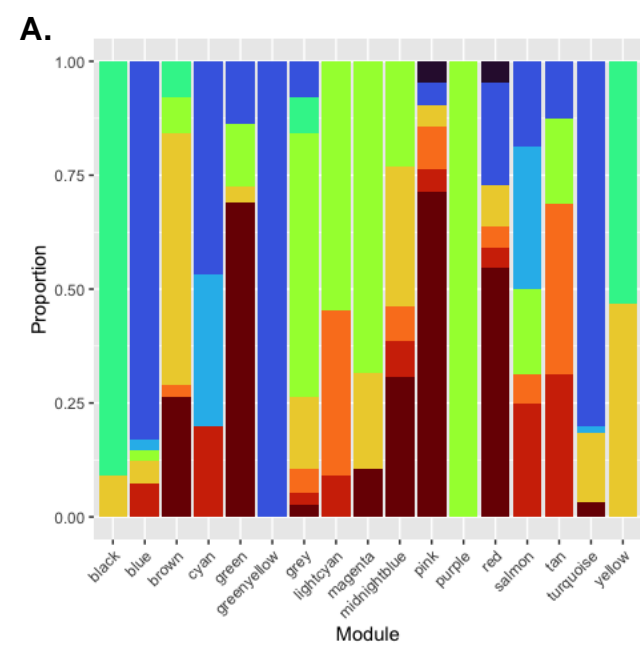 A.
1.00
0.75
0.50
0.25
0.00
Proportion
black
blue
brown
cyan
green
greenyellow
grey
lightcyan
magenta
midnightblue
pink
purple
red
salmon
tan
turquoise
yellow
Module